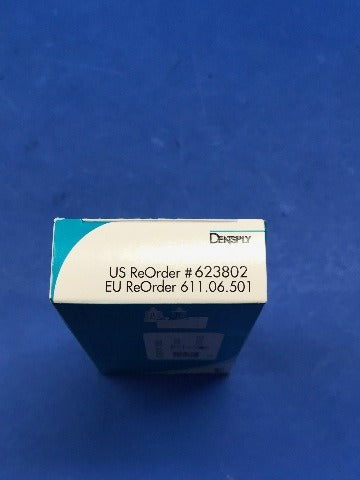 DENTSPLY
US ReOrder #623802
EU ReOrder 611.06.501